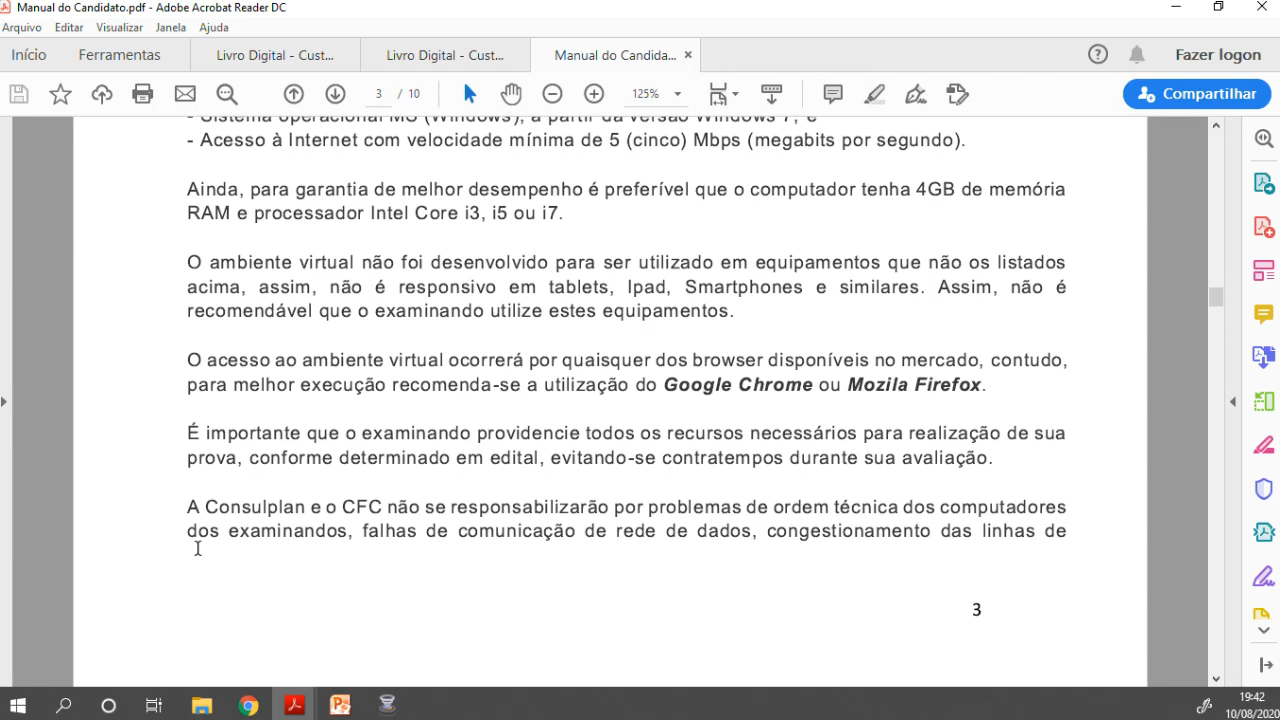 Manual do Candidato.pdf - Adobe Acrobat Reader DC
Arquivo Editar Visualizar Janela Ajuda
Início Ferramentas Livro Digital - Cust... Livro Digital - Cust... Manual do Candida... × Fazer logon
3 / 10 125% Compartilhar
- Sistema operacional MS (Windows), a partir da versão Windows 7; e
- Acesso à Internet com velocidade mínima de 5 (cinco) Mbps (megabits por segundo).
Ainda, para garantia de melhor desempenho é preferível que o computador tenha 4GB de memória
RAM e processador Intel Core i3, i5 ou i7.
O ambiente virtual não foi desenvolvido para ser utilizado em equipamentos que não os listados
acima, assim, não é responsivo em tablets, Ipad, Smartphones e similares. Assim, não é
recomendável que o examinando utilize estes equipamentos.
O acesso ao ambiente virtual ocorrerá por quaisquer dos browser disponíveis no mercado, contudo,
para melhor execução recomenda-se a utilização do Google Chrome ou Mozila Firefox.
É importante que o examinando providencie todos os recursos necessários para realização de sua
prova, conforme determinado em edital, evitando-se contratempos durante sua avaliação.
A Consulplan e o CFC não se responsabilizarão por problemas de ordem técnica dos computadores
dos examinandos, falhas de comunicação de rede de dados, congestionamento das linhas de
3
19:42
10/08/2020